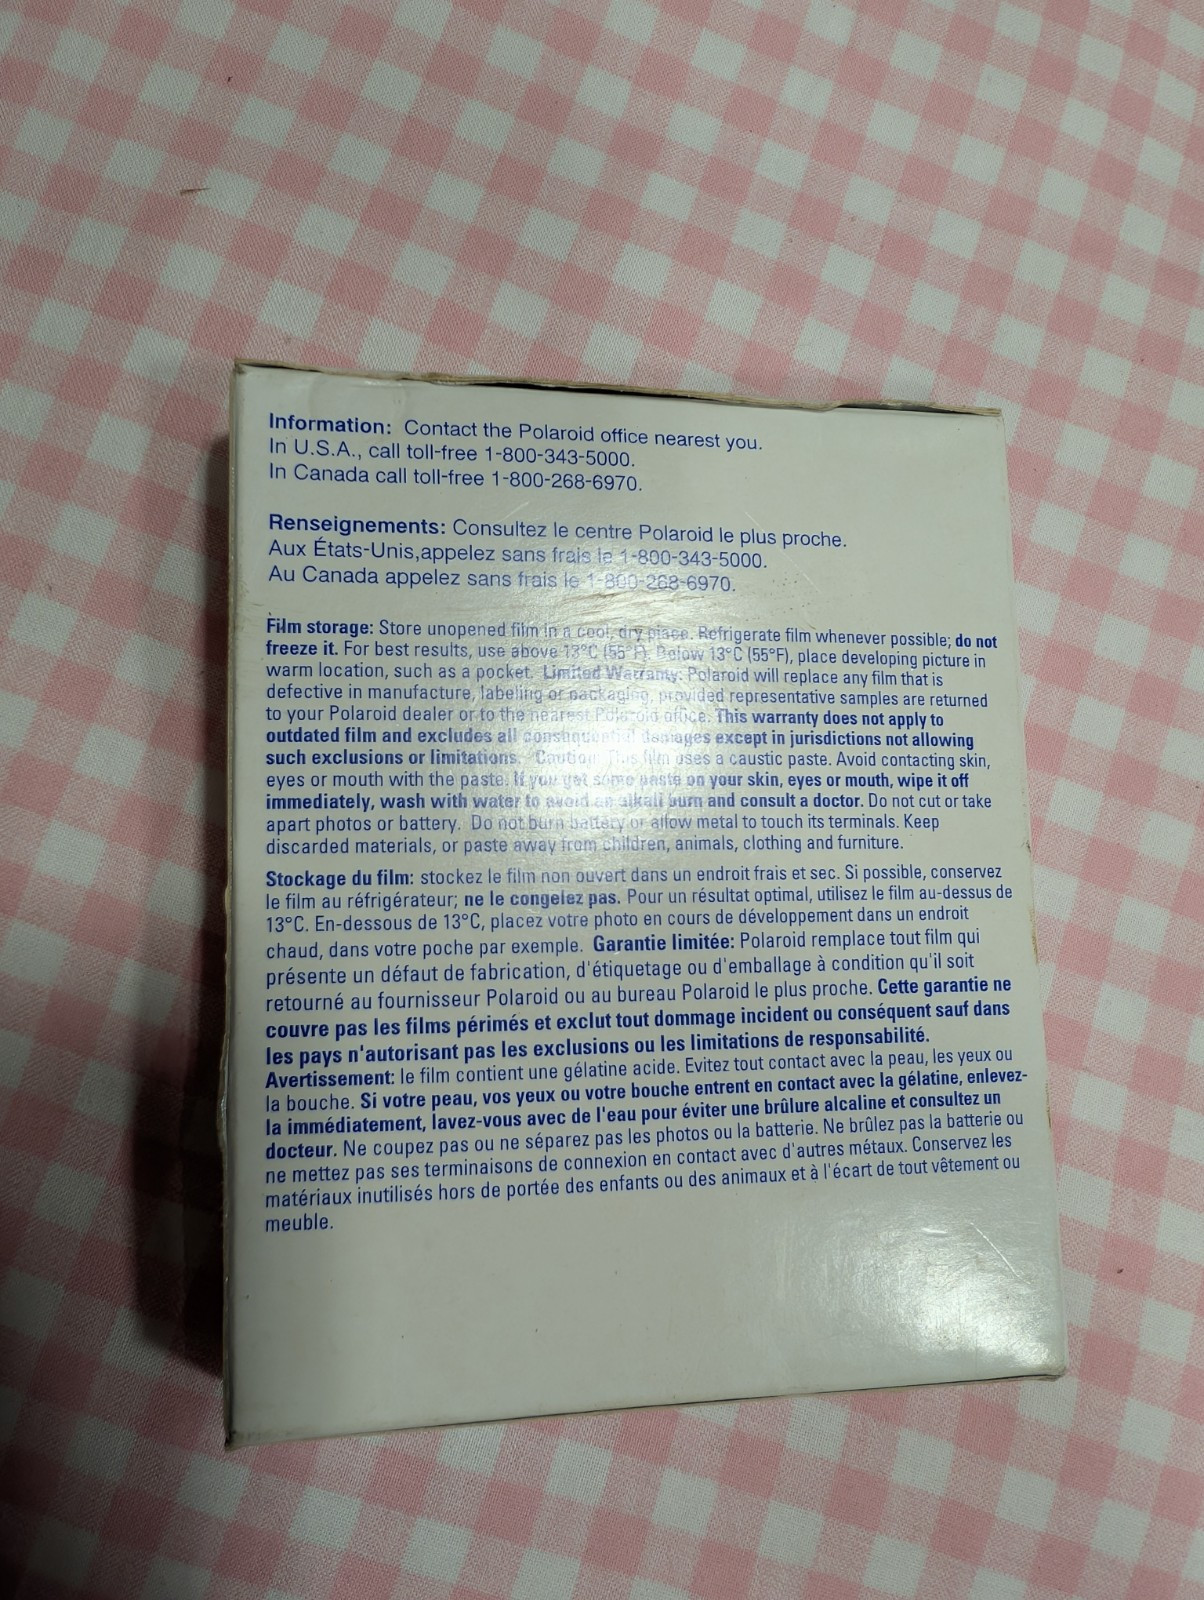 Information: Contact the Polaroid office nearest you.
In U.S.A., call toll-free 1-800-343-5000.
In Canada call toll-free 1-800-268-6970.
Renseignements: Consultez le centre Polaroid le plus proche.
Aux États-Unis,appelez sans frais le 1-800-343-5000.
Au Canada appelez sans frais le 1-800-268-6970.
Film storage: Store unopened film in a cool, dry place. Refrigerate film whenever possible; do not
freeze it. For best results, use above 13°C (55°F). Below 13°C (55°F), place developing picture in
warm location, such as a pocket. Limited Warranty: Polaroid will replace any film that is
defective in manufacture, labeling or packaging, provided representative samples are returned
to your Polaroid dealer or to the nearest Polaroid office. This warranty does not apply to
outdated film and excludes all consequential damages except in jurisdictions not allowing
such exclusions or limitations. Caution: This film uses a caustic paste. Avoid contacting skin,
eyes or mouth with the paste. If you get some paste on your skin, eyes or mouth, wipe it off
immediately, wash with water to avoid an alkali burn and consult a doctor. Do not cut or take
apart photos or battery. Do not burn battery or allow metal to touch its terminals. Keep
discarded materials, or paste away from children, animals, clothing and furniture.
Stockage du film: stockez le film non ouvert dans un endroit frais et sec. Si possible, conservez
le film au réfrigérateur; ne le congelez pas. Pour un résultat optimal, utilisez le film au-dessus de
13°C. En-dessous de 13°C, placez votre photo en cours de développement dans un endroit
chaud, dans votre poche par exemple. Garantie limitée: Polaroid remplace tout film qui
présente un défaut de fabrication, d'étiquetage ou d'emballage à condition qu'il soit
retourné au fournisseur Polaroid ou au bureau Polaroid le plus proche. Cette garantie ne
couvre pas les films périmés et exclut tout dommage incident ou conséquent sauf dans
les pays n'autorisant pas les exclusions ou les limitations de responsabilité.
Avertissement: le film contient une gélatine acide. Evitez tout contact avec la peau, les yeux ou
la bouche. Si votre peau, vos yeux ou votre bouche entrent en contact avec la gélatine, enlevez-
la immédiatement, lavez-vous avec de l'eau pour éviter une brûlure alcaline et consultez un
docteur. Ne coupez pas ou ne séparez pas les photos ou la batterie. Ne brûlez pas la batterie ou
ne mettez pas ses terminaisons de connexion en contact avec d'autres métaux. Conservez les
matériaux inutilisés hors de portée des enfants ou des animaux et à l'écart de tout vêtement ou
meuble.